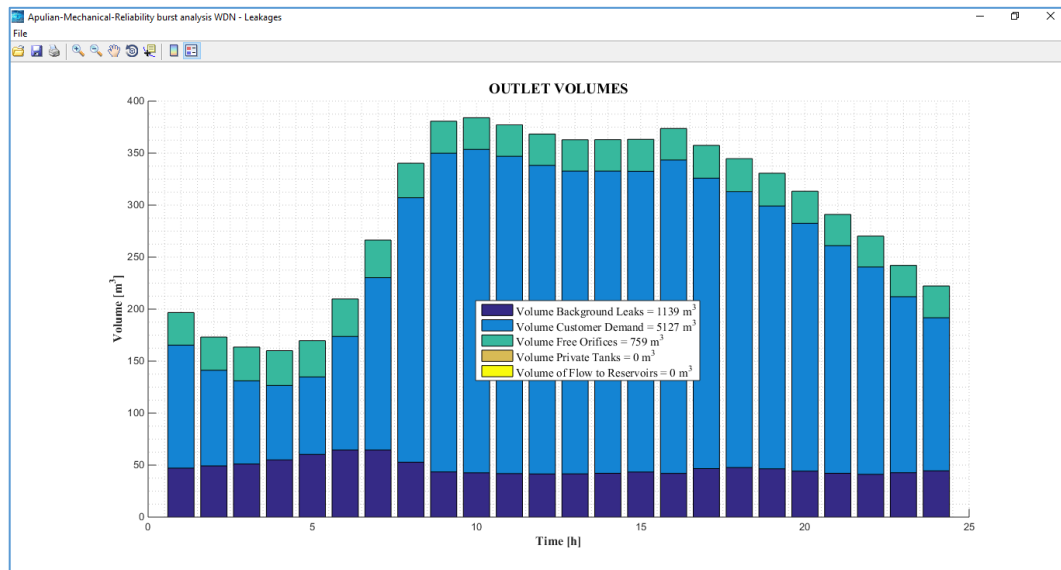 Apulian-Mechanical-Reliability burst analysis WDN - Leakages
File
OUTLET VOLUMES
400
350
300
250
200
150
100
50
0
Volume [m³]
Volume Background Leaks = 1139 m³
Volume Customer Demand = 5127 m³
Volume Free Orifices = 759 m³
Volume Private Tanks = 0 m³
Volume of Flow to Reservoirs = 0 m³
0 5 10 15 20 25
Time [h]